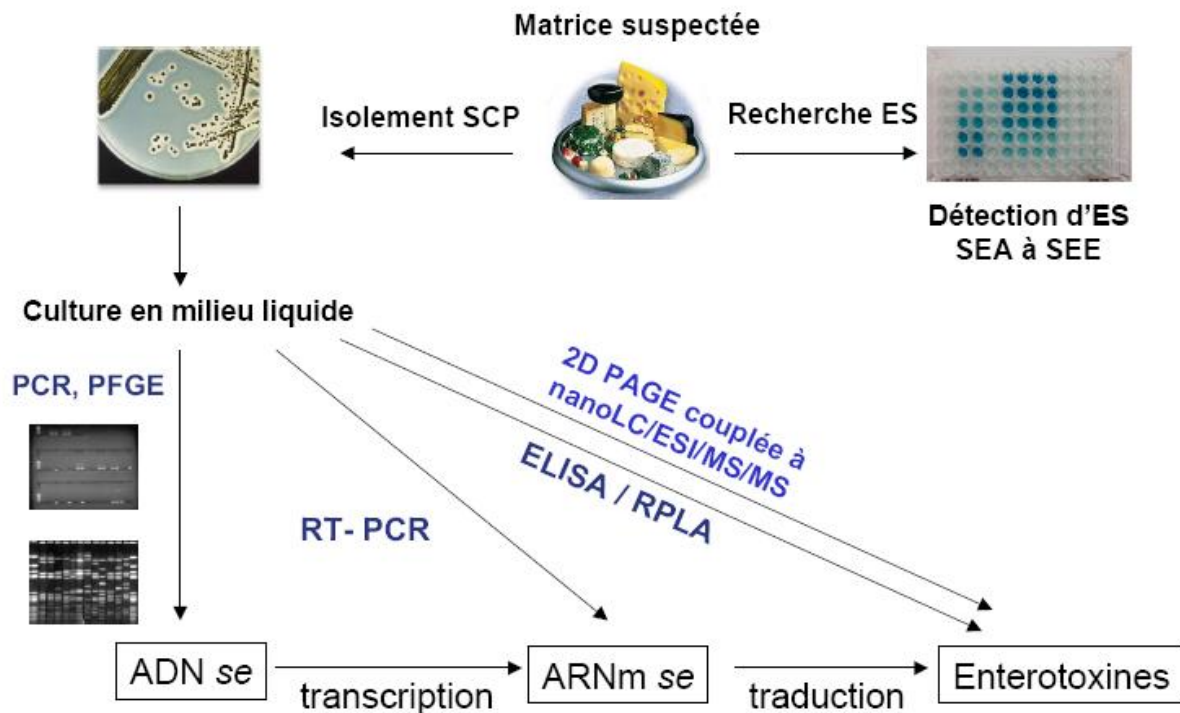 Matrice suspectée
Isolement SCP
Recherche ES
Détection d'ES
SEA à SEE
Culture en milieu liquide
PCR, PFGE
2D PAGE couplée à
nanoLC/ESI/MS/MS
ELISA / RPLA
RT- PCR
ADN se
transcription
ARNm se
traduction
Enterotoxines